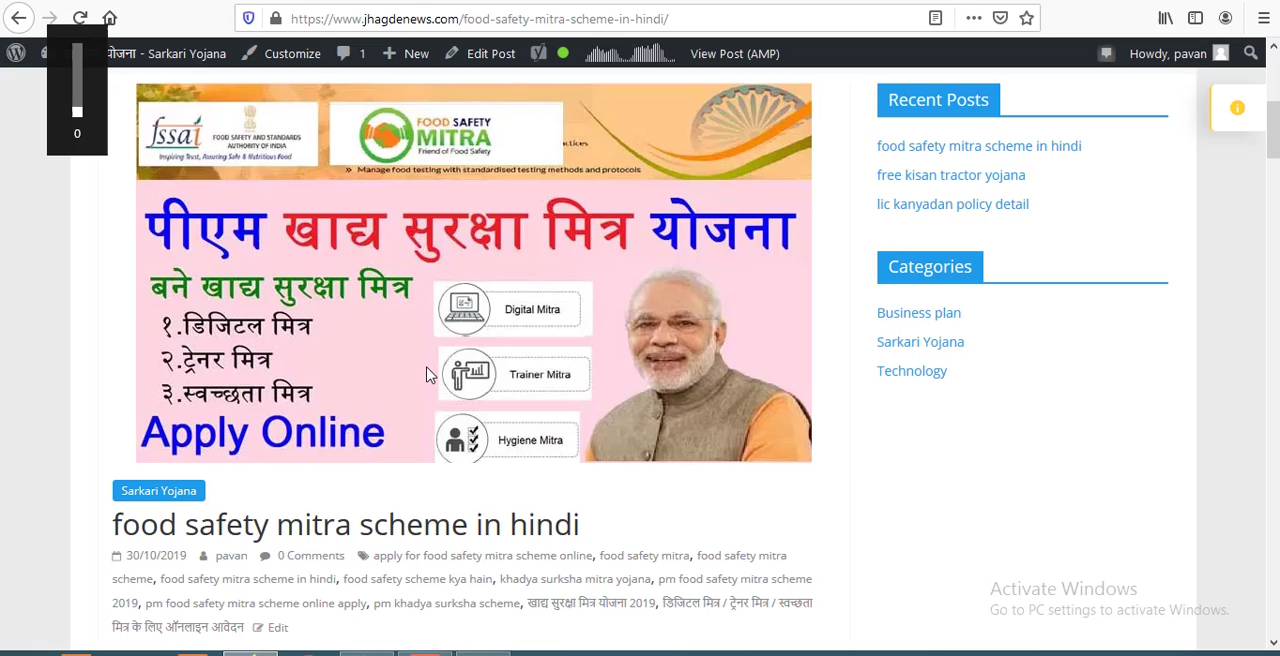 https://www.jhagdenews.com/food-safety-mitra-scheme-in-hindi/
योजना - Sarkari Yojana
Customize
1
New
Edit Post
View Post (AMP)
Howdy, pavan
0
fssai
FOOD SAFETY AND STANDARDS
AUTHORITY OF INDIA
Inspiring Trust, Assuring Safe & Nutritious Food
FOOD SAFETY
MITRA
Friend of Food Safety
ctices
» Manage food testing with standardised testing methods and protocols
पीएम खाद्य सुरक्षा मित्र योजना
बने खाद्य सुरक्षा मित्र
१.डिजिटल मित्र
२.ट्रेनर मित्र
३.स्वच्छता मित्र
Apply Online
Digital Mitra
Trainer Mitra
Hygiene Mitra
Sarkari Yojana
food safety mitra scheme in hindi
30/10/2019 pavan 0 Comments apply for food safety mitra scheme online, food safety mitra, food safety mitra
scheme, food safety mitra scheme in hindi, food safety scheme kya hain, khadya surksha mitra yojana, pm food safety mitra scheme
2019, pm food safety mitra scheme online apply, pm khadya suraksha scheme, खाद्य सुरक्षा मित्र योजना 2019, डिजिटल मित्र / ट्रेनर मित्र / स्वच्छता
मित्र के लिए ऑनलाइन आवेदन Edit
Recent Posts
food safety mitra scheme in hindi
free kisan tractor yojana
lic kanyadan policy detail
Categories
Business plan
Sarkari Yojana
Technology
Activate Windows
Go to PC settings to activate Windows.